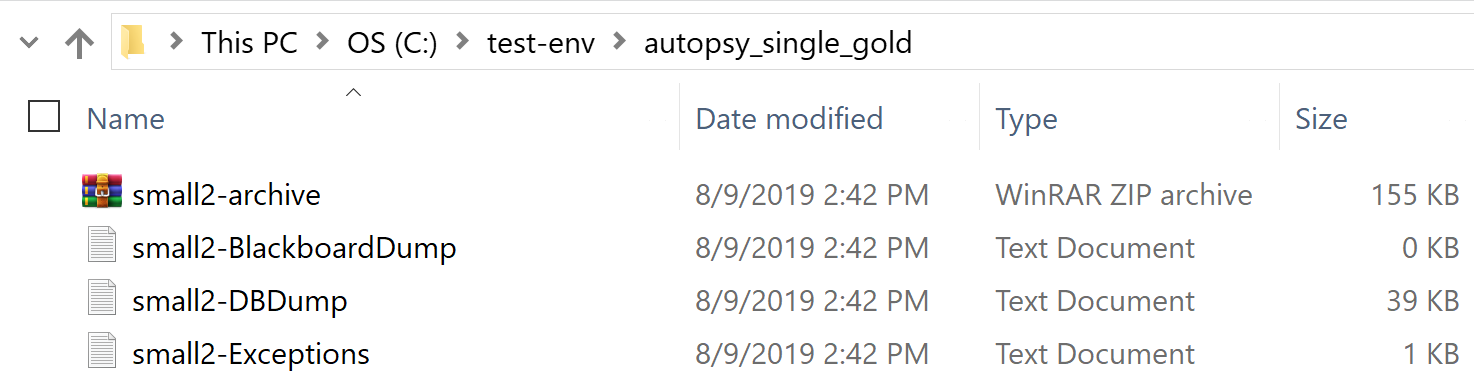 This PC > OS (C:) > test-env > autopsy_single_gold
Name Date modified Type Size
small2-archive 8/9/2019 2:42 PM WinRAR ZIP archive 155 KB
small2-BlackboardDump 8/9/2019 2:42 PM Text Document 0 KB
small2-DBDump 8/9/2019 2:42 PM Text Document 39 KB
small2-Exceptions 8/9/2019 2:42 PM Text Document 1 KB